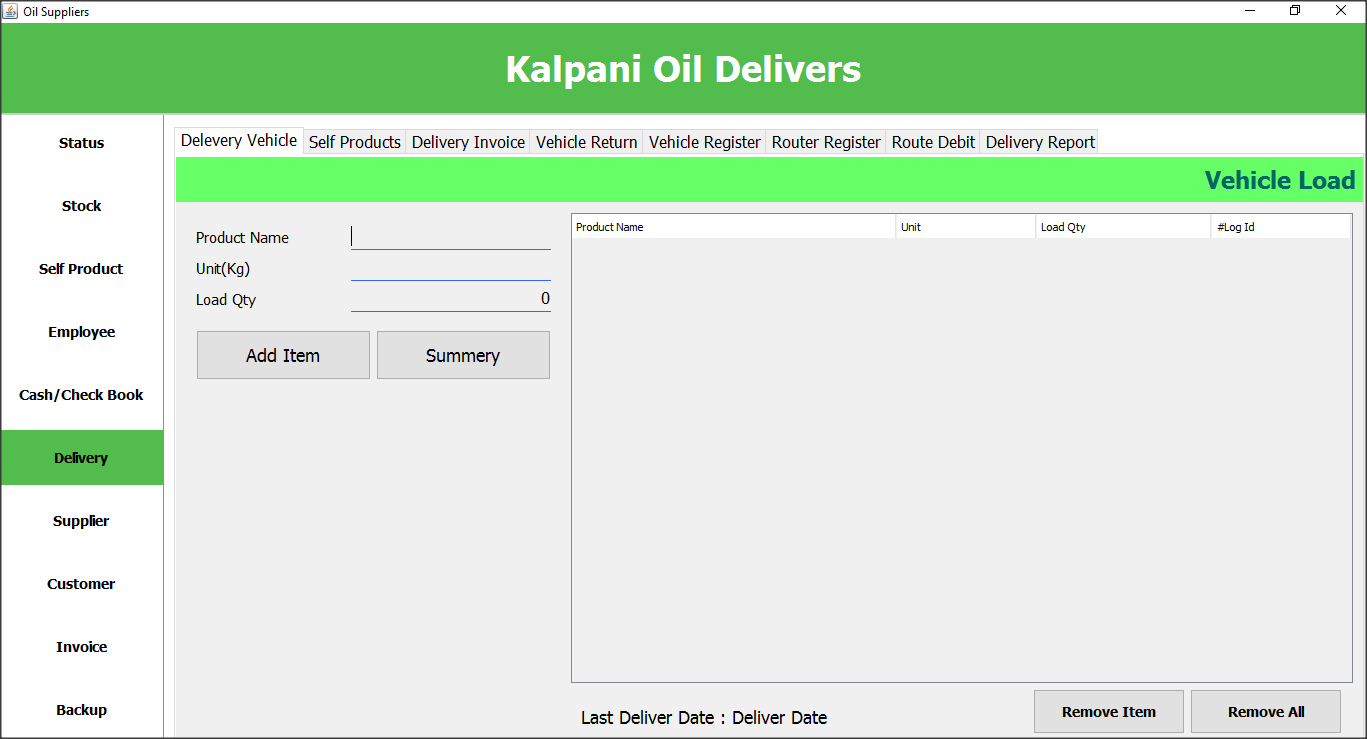 Oil Suppliers
Kalpani Oil Delivers
Status
Stock
Self Product
Employee
Cash/Check Book
Delivery
Supplier
Customer
Invoice
Backup
Delevery Vehicle Self Products Delivery Invoice Vehicle Return Vehicle Register Router Register Route Debit Delivery Report
Vehicle Load
Product Name
Unit(Kg)
Load Qty 0
Add Item Summery
Product Name Unit Load Qty #Log Id
Last Deliver Date : Deliver Date
Remove Item Remove All